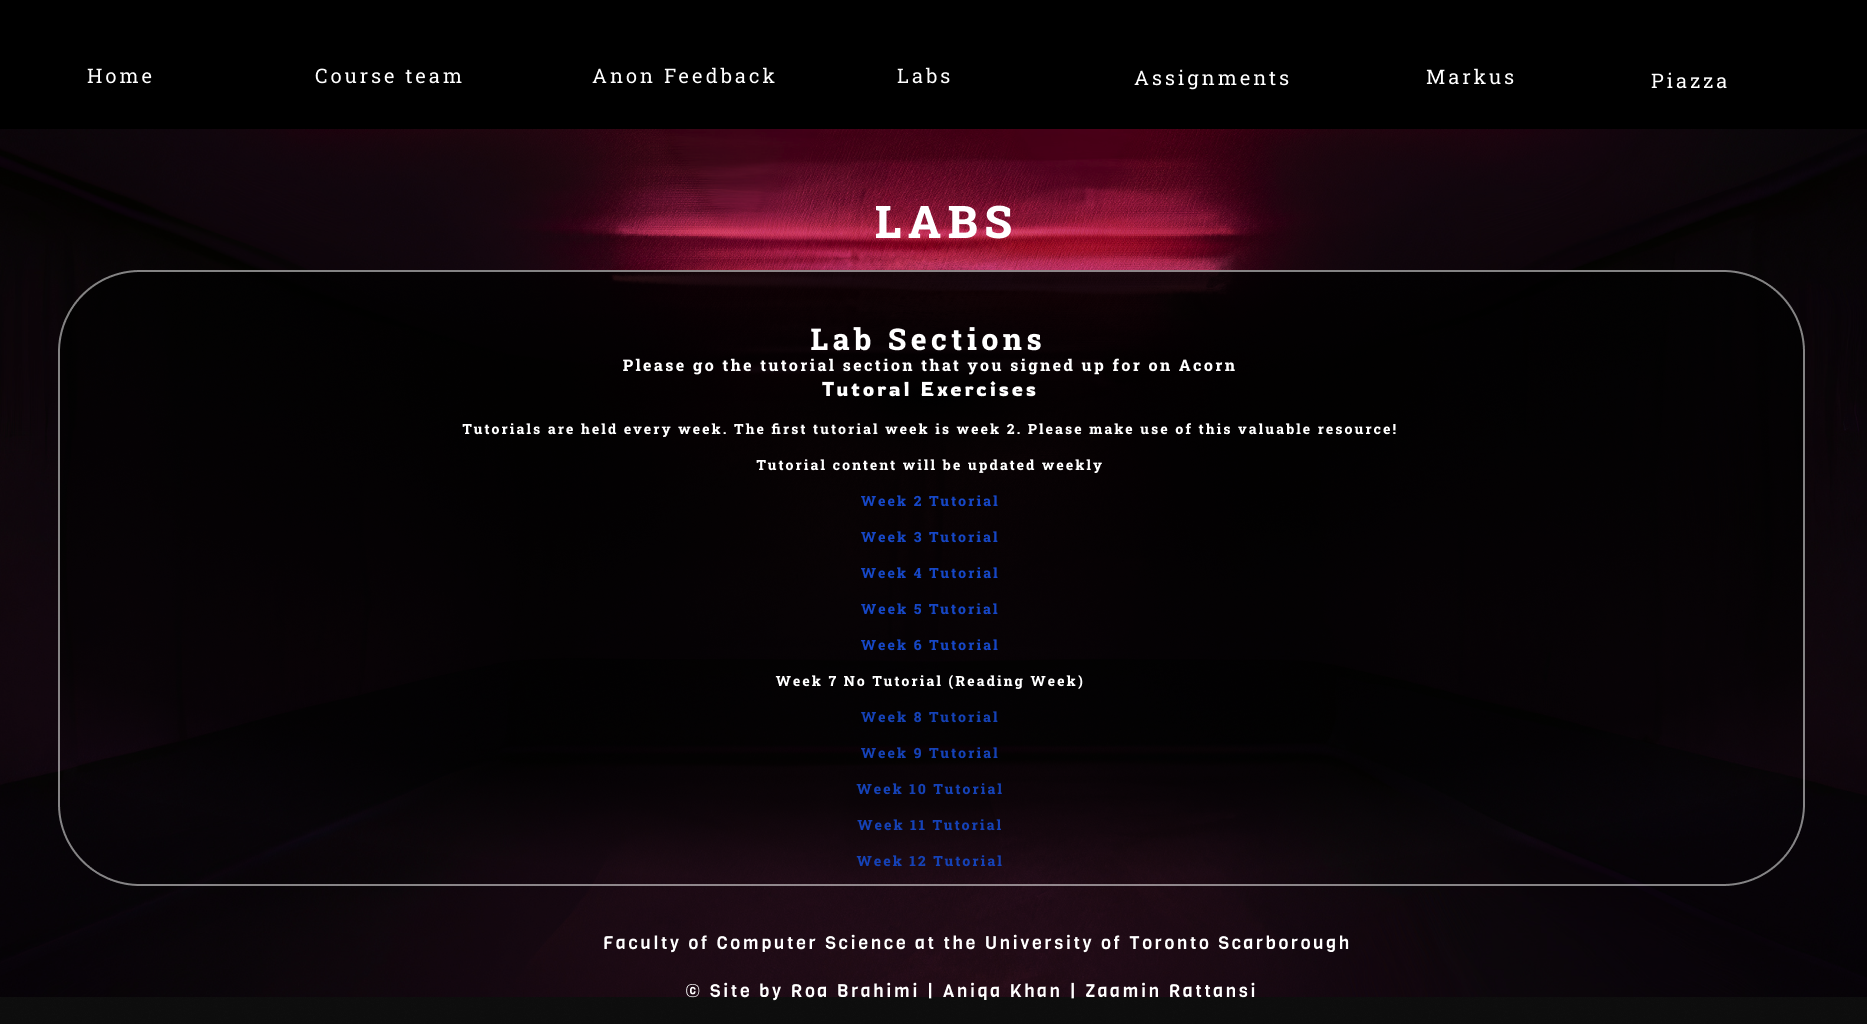 Home Course team Anon Feedback Labs Assignments Markus Piazza
LABS
Lab Sections
Please go the tutorial section that you signed up for on Acorn
Tutoral Exercises
Tutorials are held every week. The first tutorial week is week 2. Please make use of this valuable resource!
Tutorial content will be updated weekly
Week 2 Tutorial
Week 3 Tutorial
Week 4 Tutorial
Week 5 Tutorial
Week 6 Tutorial
Week 7 No Tutorial (Reading Week)
Week 8 Tutorial
Week 9 Tutorial
Week 10 Tutorial
Week 11 Tutorial
Week 12 Tutorial
Faculty of Computer Science at the University of Toronto Scarborough
© Site by Roa Brahimi | Aniqa Khan | Zaamin Rattansi